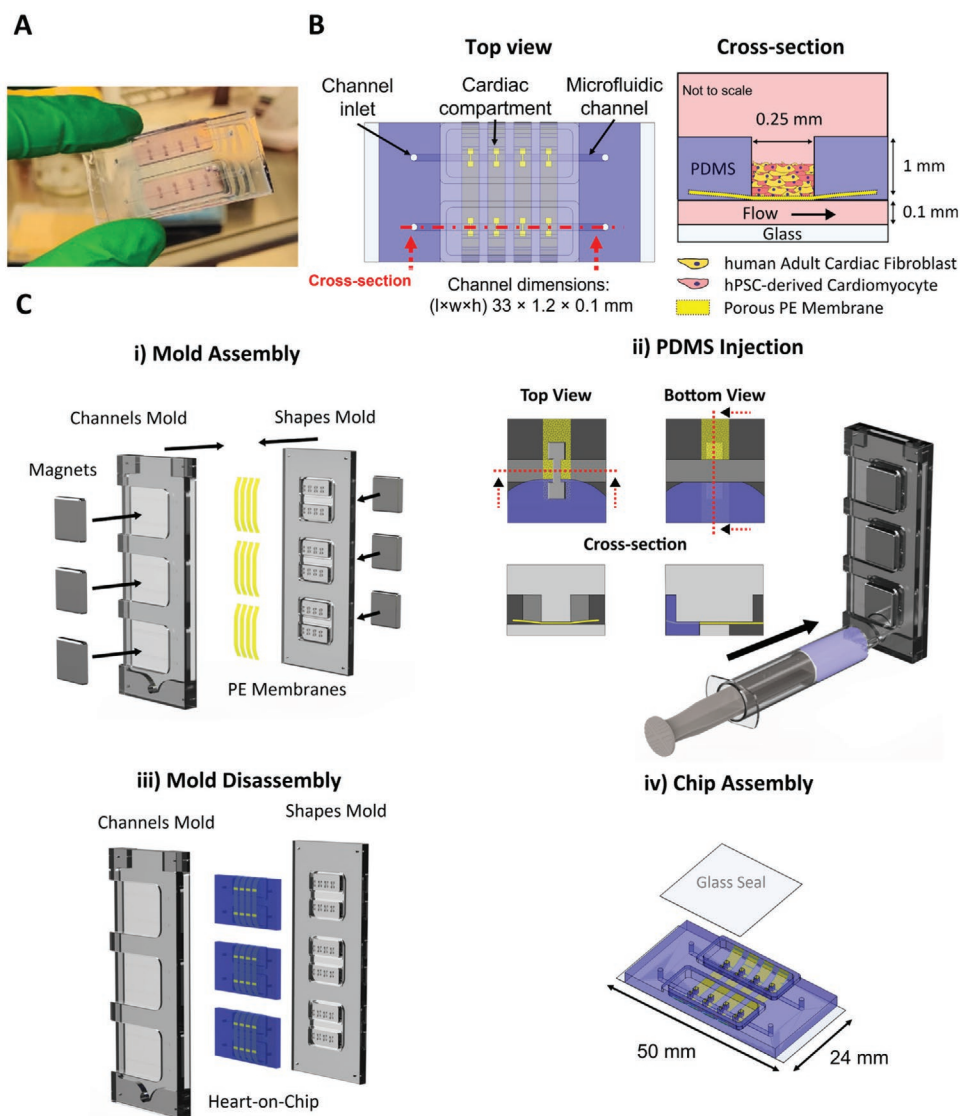 A
B
Top view
Cross-section
Channel
inlet
Cardiac
compartment
Microfluidic
channel
Cross-section
Channel dimensions:
(l×w×h) 33 × 1.2 × 0.1 mm
Not to scale
0.25 mm
PDMS
1 mm
0.1 mm
Flow
Glass
human Adult Cardiac Fibroblast
hPSC-derived Cardiomyocyte
Porous PE Membrane
C
i) Mold Assembly
Channels Mold
Shapes Mold
Magnets
PE Membranes
ii) PDMS Injection
Top View
Bottom View
Cross-section
iii) Mold Disassembly
Channels Mold
Shapes Mold
Heart-on-Chip
iv) Chip Assembly
Glass Seal
50 mm
24 mm